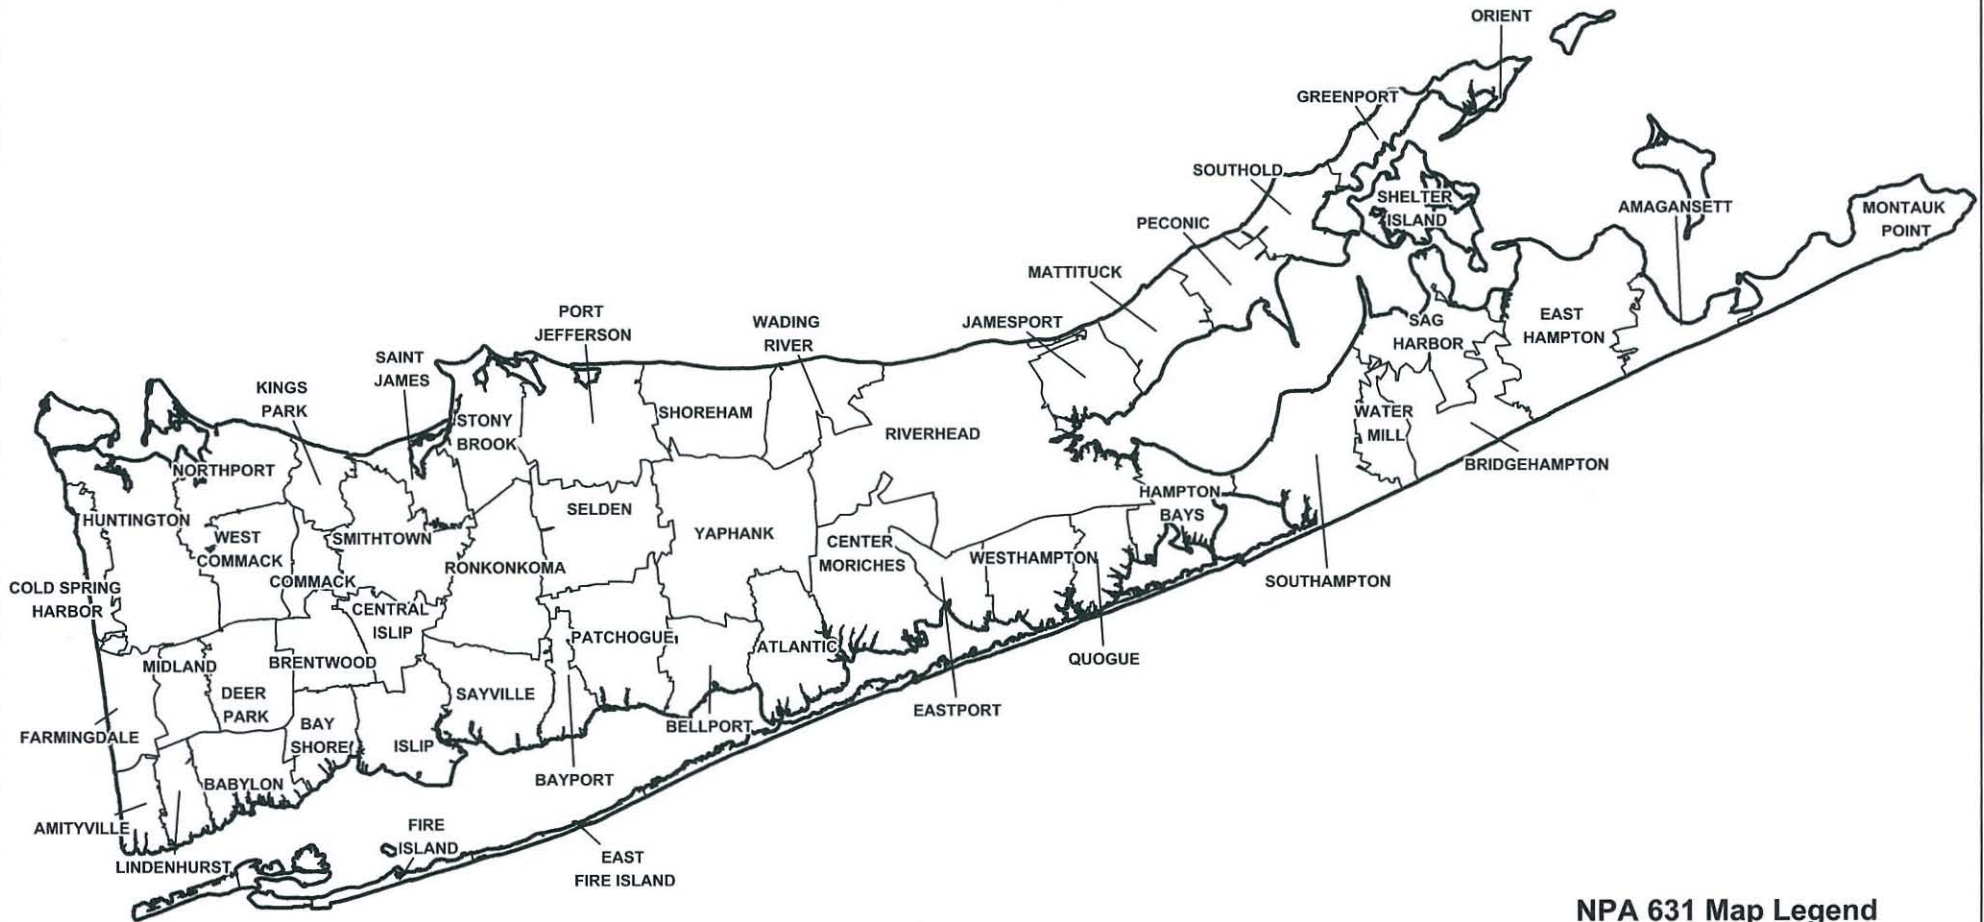 ORIENT
GREENPORT
SOUTHOLD
SHELTER
ISLAND
PECONIC
AMAGANSETT
MONTAUK
POINT
MATTITUCK
JAMESPORT
PORT
JEFFERSON
WADING
RIVER
SAG
HARBOR
EAST
HAMPTON
SAINT
JAMES
KINGS
PARK
STONY
BROOK
SHOREHAM
RIVERHEAD
WATER
MILL
BRIDGEHAMPTON
NORTHPORT
HUNTINGTON
WEST
COMMACK
SMITHTOWN
SELDEN
YAPHANK
CENTER
MORICHES
HAMPTON
BAYS
WESTHAMPTON
SOUTHAMPTON
RONKONKOMA
COMMACK
COLD SPRING
HARBOR
CENTRAL
ISLIP
PATCHOGUE
ATLANTIC
QUOGUE
MIDLAND
BRENTWOOD
DEER
PARK
SAYVILLE
EASTPORT
FARMINGDALE
BAY
SHORE
ISLIP
BELLPORT
BAYPORT
BABYLON
AMITYVILLE
LINDENHURST
FIRE
ISLAND
EAST
FIRE ISLAND
NPA 631 Map Legend